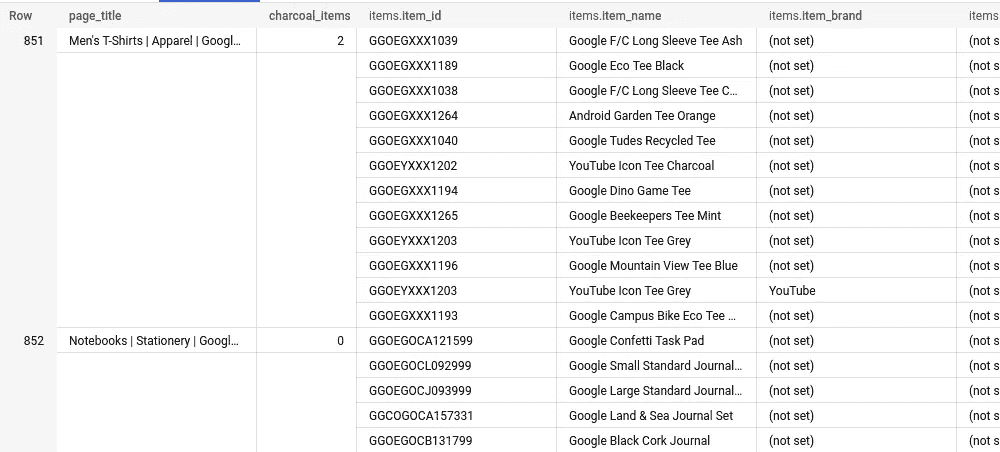 Row page_title charcoal_items items.item_id items.item_name items.item_brand items
851 Men's T-Shirts | Apparel | Googl... 2 GGOEGXXX1039 Google F/C Long Sleeve Tee Ash (not set) (not s
GGOEGXXX1189 Google Eco Tee Black (not set) (not s
GGOEGXXX1038 Google F/C Long Sleeve Tee C... (not set) (not s
GGOEGXXX1264 Android Garden Tee Orange (not set) (not s
GGOEGXXX1040 Google Tudes Recycled Tee (not set) (not s
GGOEYXXX1202 YouTube Icon Tee Charcoal (not set) (not s
GGOEGXXX1194 Google Dino Game Tee (not set) (not s
GGOEGXXX1265 Google Beekeepers Tee Mint (not set) (not s
GGOEYXXX1203 YouTube Icon Tee Grey (not set) (not s
GGOEGXXX1196 Google Mountain View Tee Blue (not set) (not s
GGOEYXXX1203 YouTube Icon Tee Grey YouTube (not s
GGOEGXXX1193 Google Campus Bike Eco Tee ... (not set) (not s
852 Notebooks | Stationery | Googl... 0 GGOEGOCA121599 Google Confetti Task Pad (not set) (not s
GGOEGOCL092999 Google Small Standard Journal... (not set) (not s
GGOEGOCJ093999 Google Large Standard Journal... (not set) (not s
GGCOGOCA157331 Google Land & Sea Journal Set (not set) (not s
GGOEGOCB131799 Google Black Cork Journal (not set) (not s